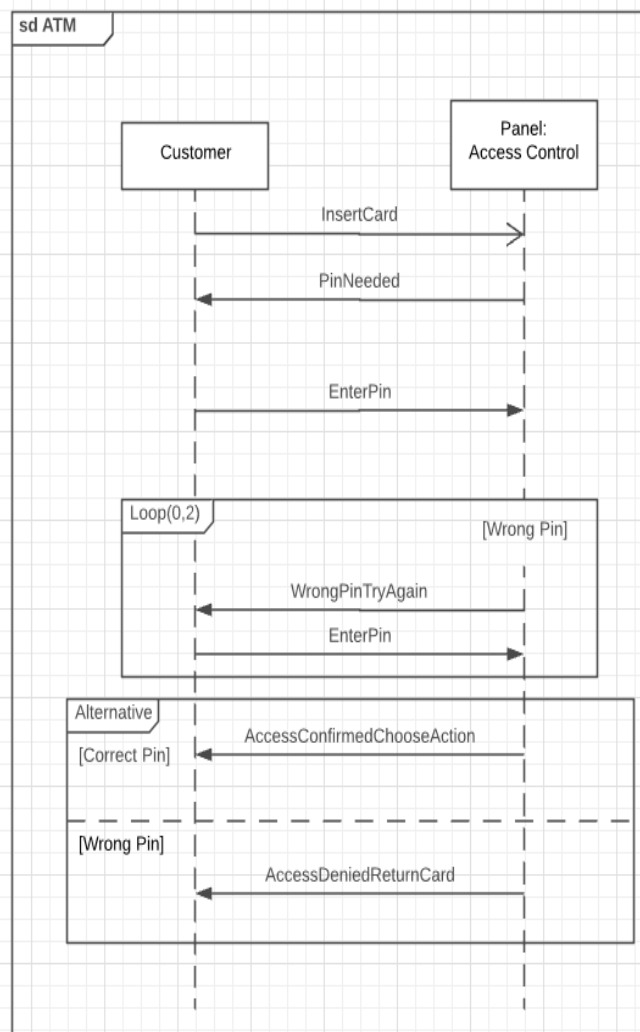 sd ATM
Customer
Panel:
Access Control
InsertCard
PinNeeded
EnterPin
Loop(0,2)
[Wrong Pin]
WrongPinTryAgain
EnterPin
Alternative
AccessConfirmedChooseAction
[Correct Pin]
[Wrong Pin]
AccessDeniedReturnCard